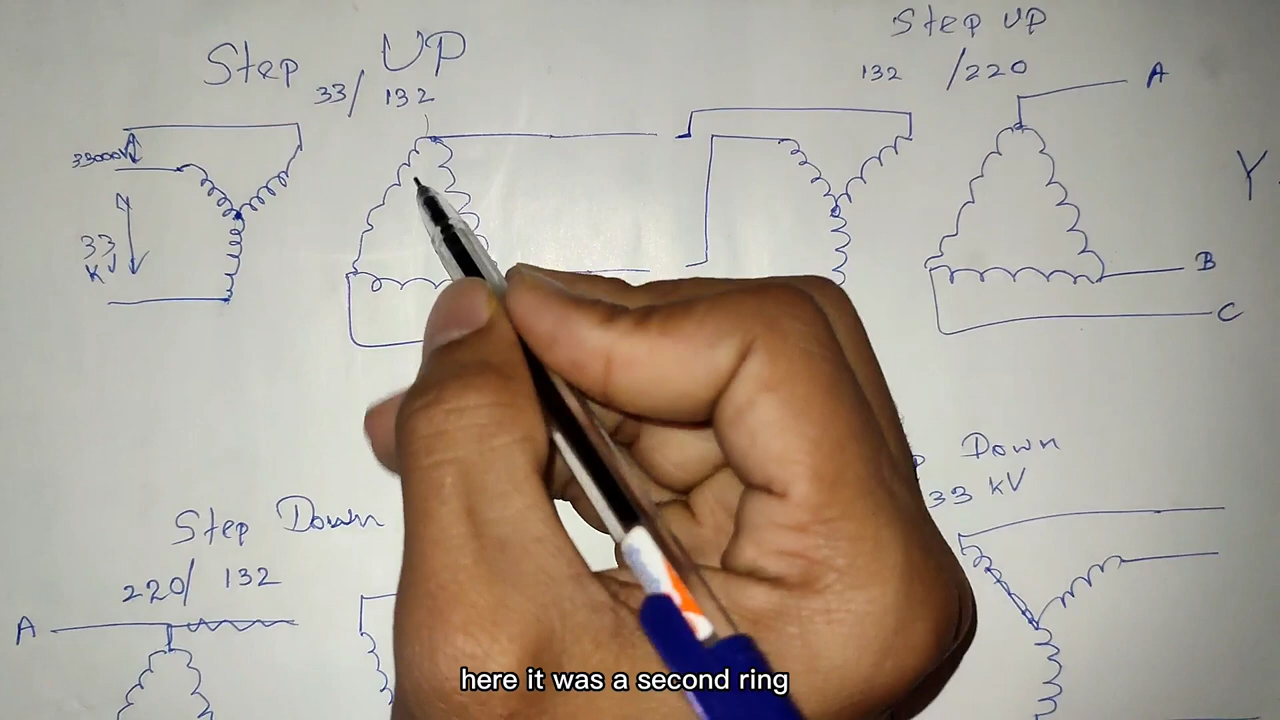 Step UP
33/ 132
Step UP
132 /220
A
33000V
33
KV
Y
B
C
Down
33 kV
Step Down
220/ 132
A
here it was a second ring